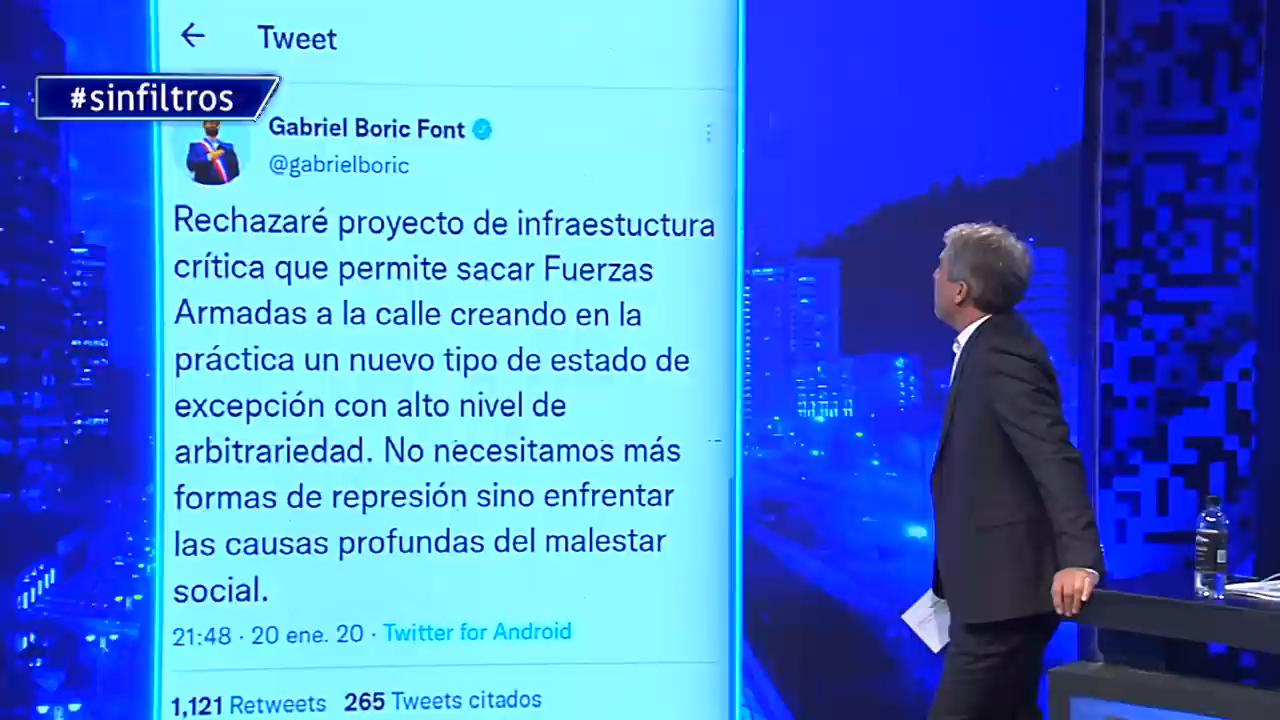 Tweet
#sinfiltros
Gabriel Boric Font
@gabrielboric
Rechazaré proyecto de infraestuctura
crítica que permite sacar Fuerzas
Armadas a la calle creando en la
práctica un nuevo tipo de estado de
excepción con alto nivel de
arbitrariedad. No necesitamos más
formas de represión sino enfrentar
las causas profundas del malestar
social.
21:48 · 20 ene. 20 · Twitter for Android
1,121 Retweets 265 Tweets citados